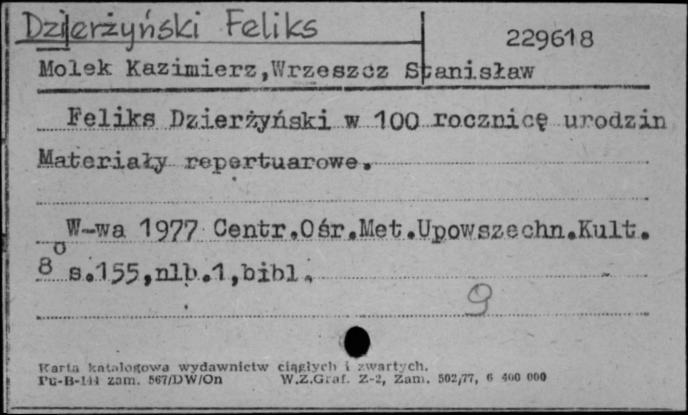 Dzierżyński Feliks
229618
Molek Kazimierz,Wrzeszcz Stanisław
Feliks Dzierżyński w 100 rocznicę urodzin
Materiały repertuarowe.
W-wa 1977 Centr.Ośr.Met.Upowszechn.Kult.
8° s.155,nlb.1,bibl.
9
Karta katalogowa wydawnictw ciągłych i zwartych.
Pu-B-144 zam. 567/DW/On W.Z.Graf. Z-2, Zam. 502/77, 6 400 000